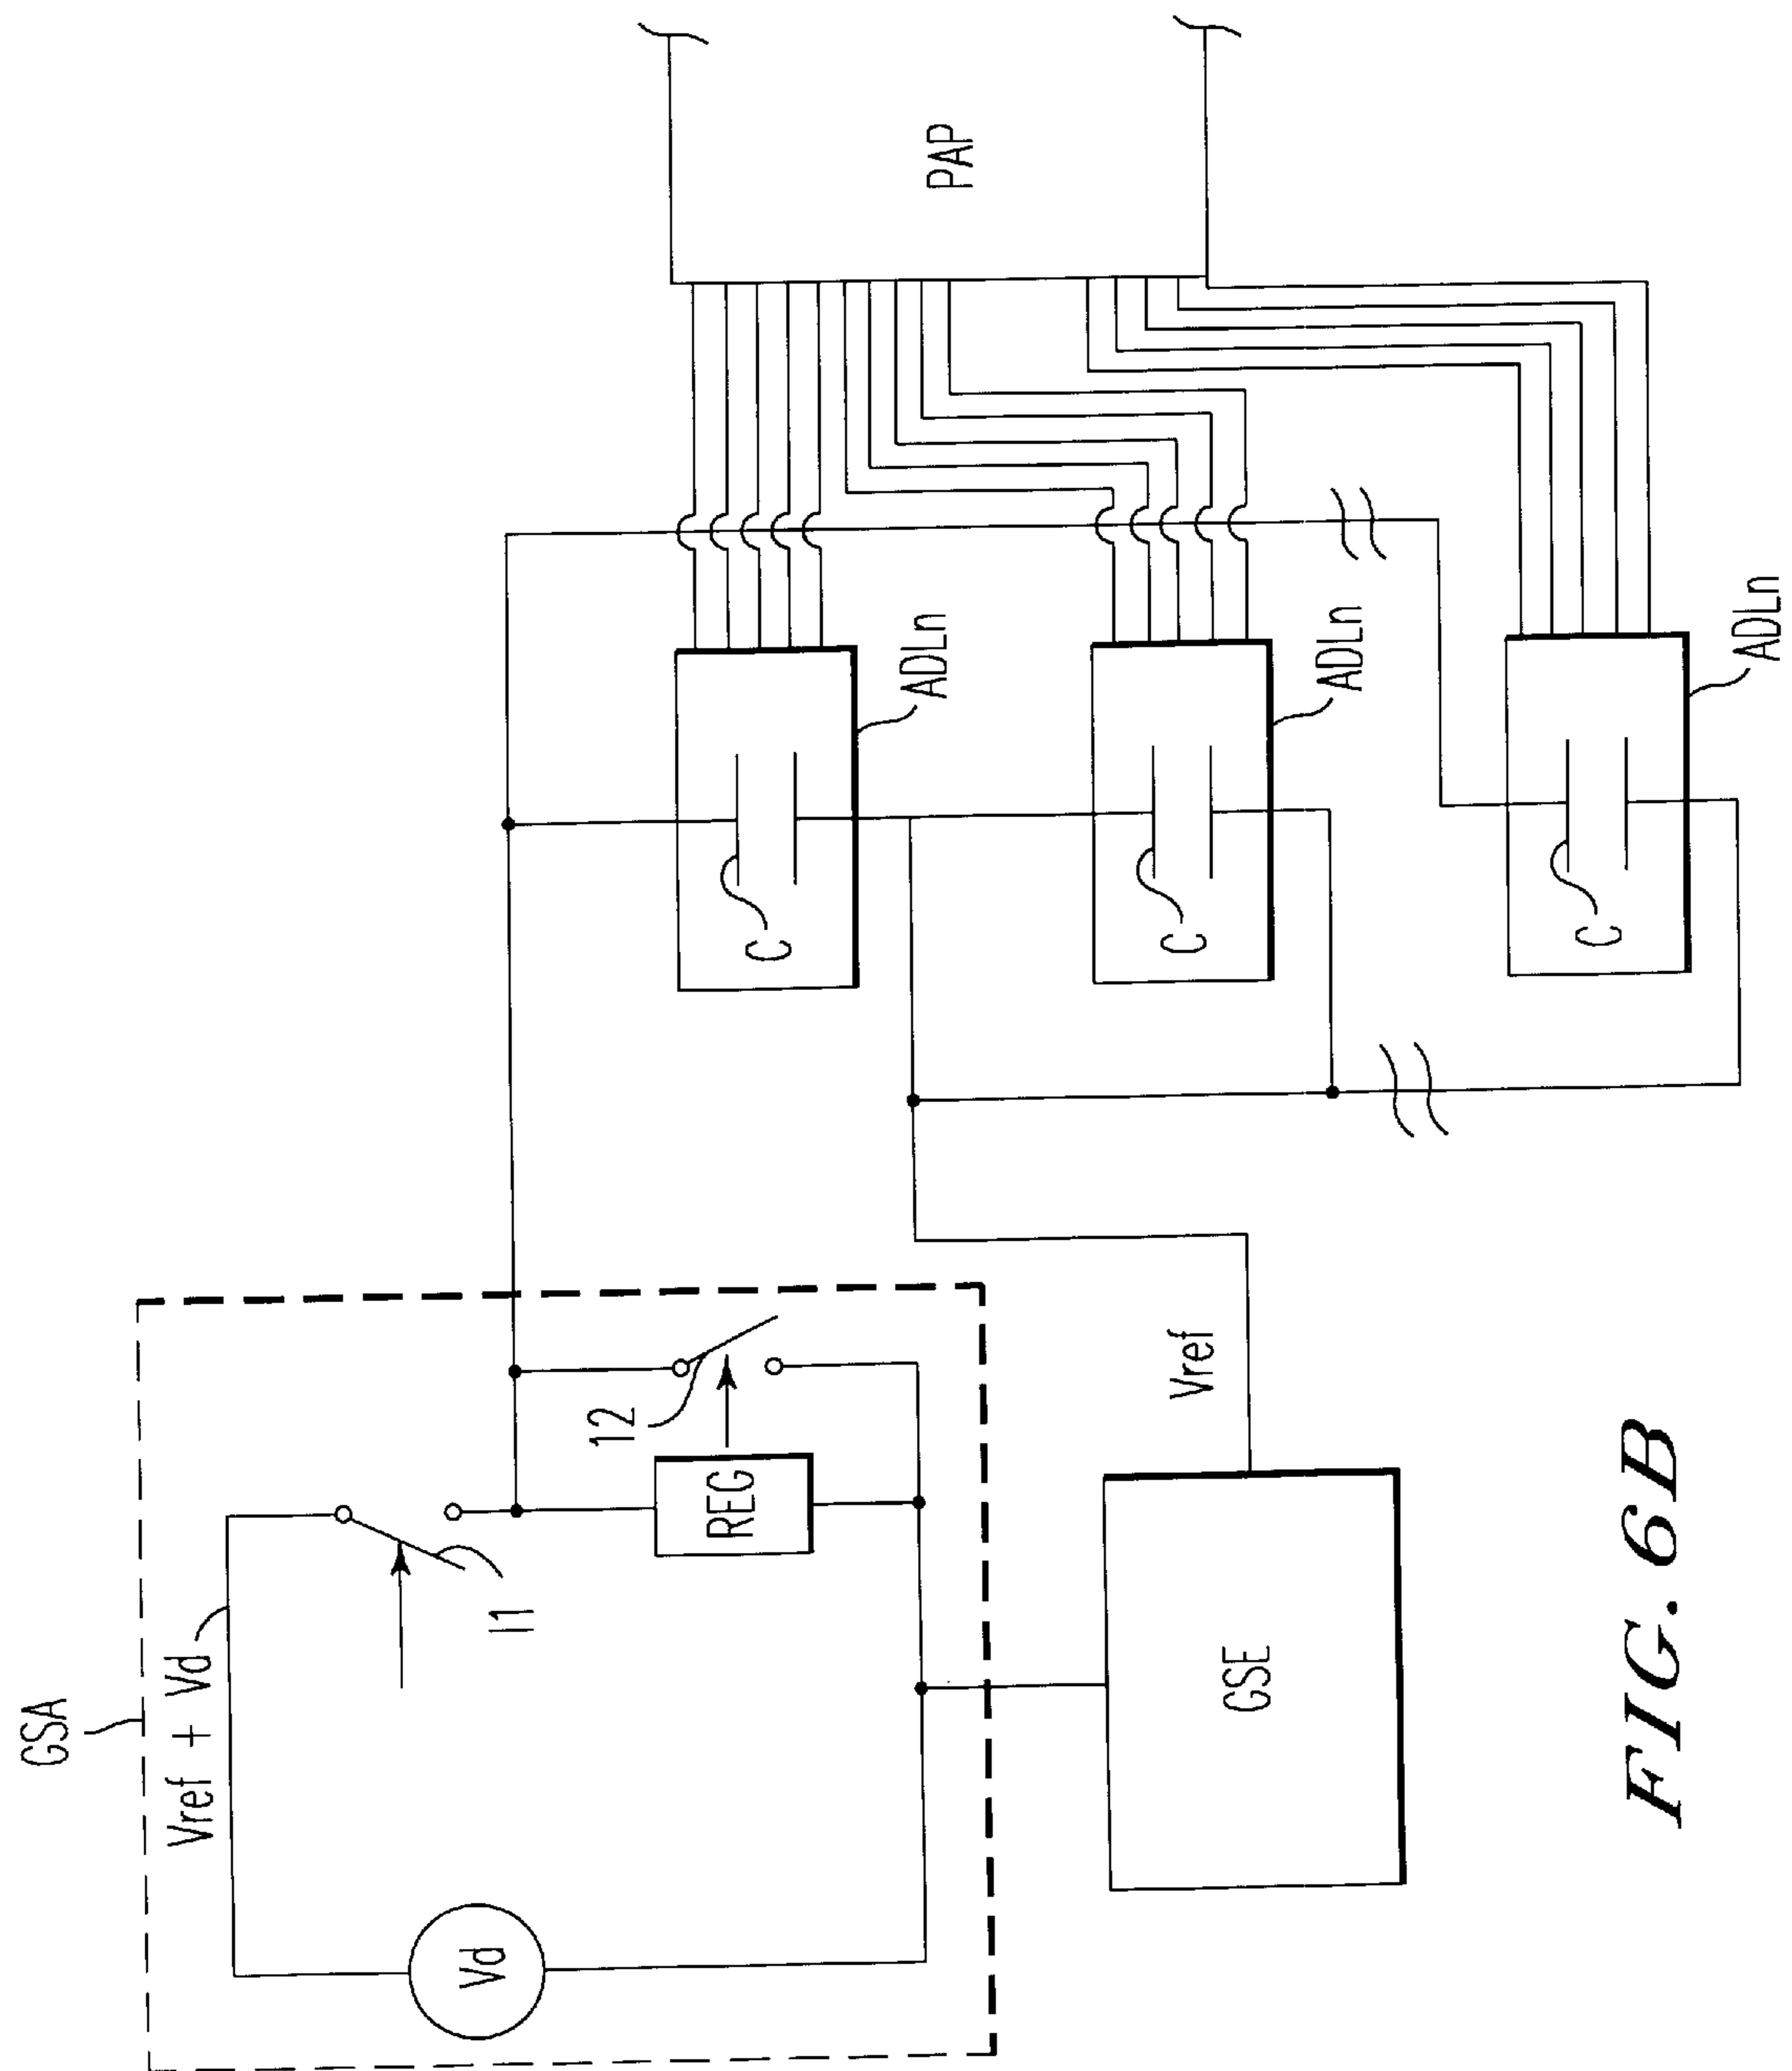 GSA
Vref + Vd
Vd
I1
I2
REG
GSE
Vref
C
C
C
ADLn
ADLn
ADLn
PAP
FIG. 6B